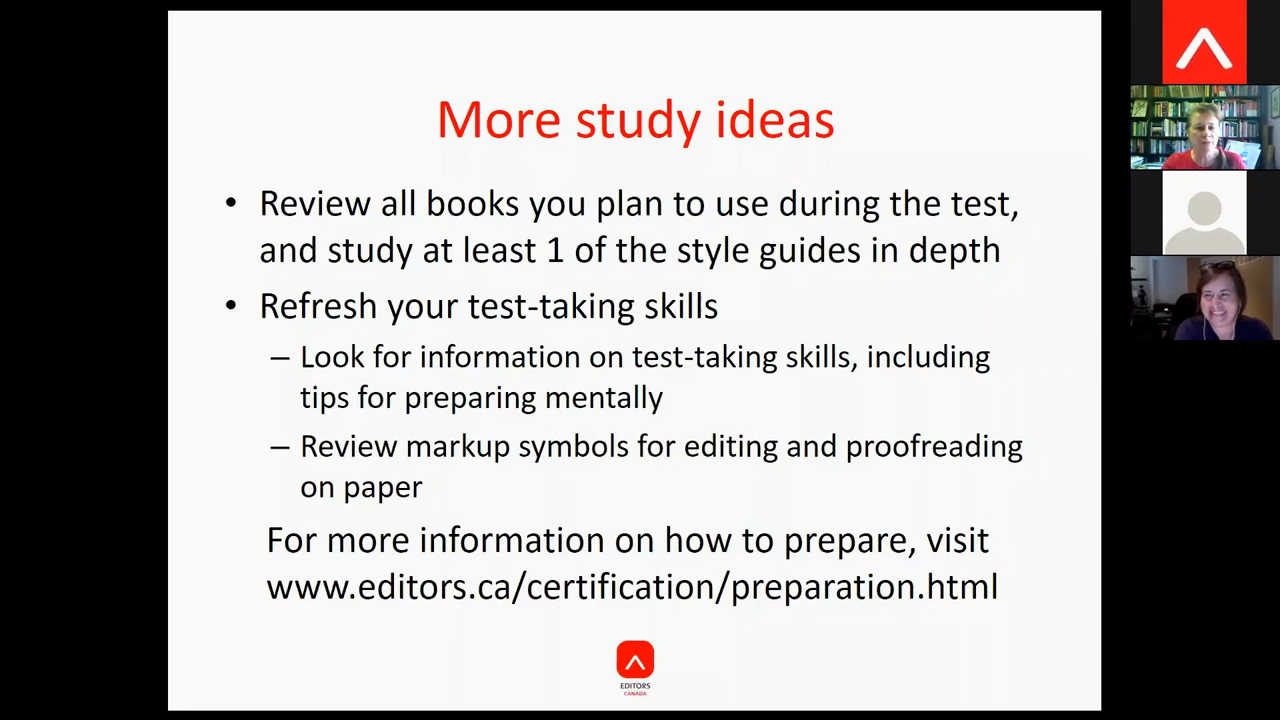 More study ideas
• Review all books you plan to use during the test,
and study at least 1 of the style guides in depth
• Refresh your test-taking skills
– Look for information on test-taking skills, including
tips for preparing mentally
– Review markup symbols for editing and proofreading
on paper
For more information on how to prepare, visit
www.editors.ca/certification/preparation.html
EDITORS
CANADA